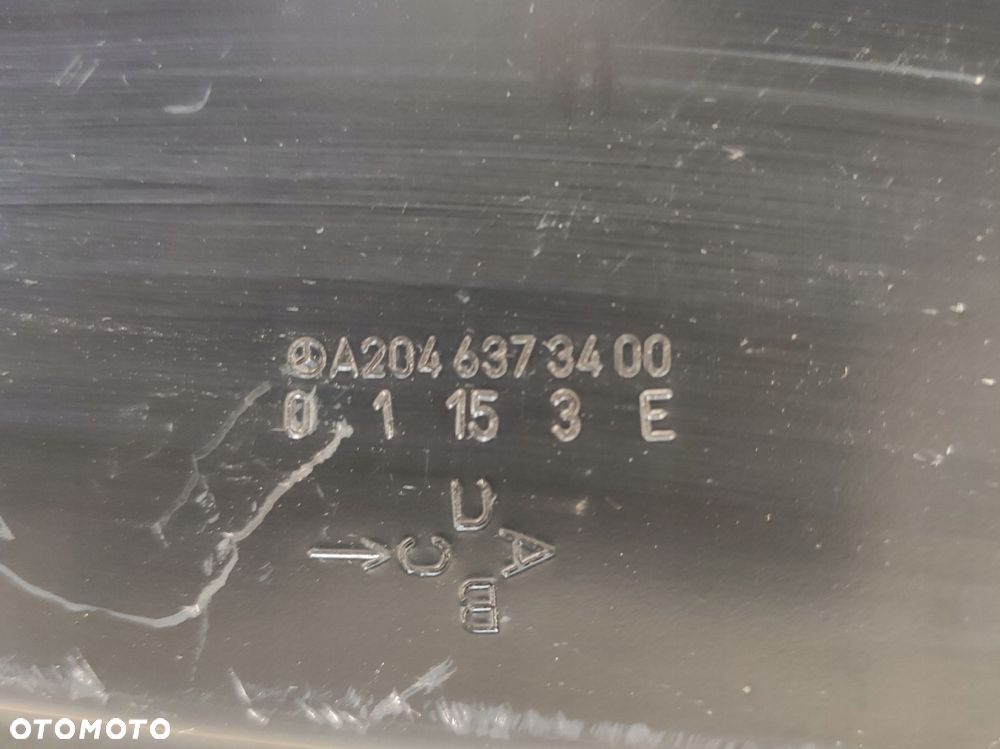 A204 637 34 00
0 1 15 3 E
D
C A
B
OTOMOTO